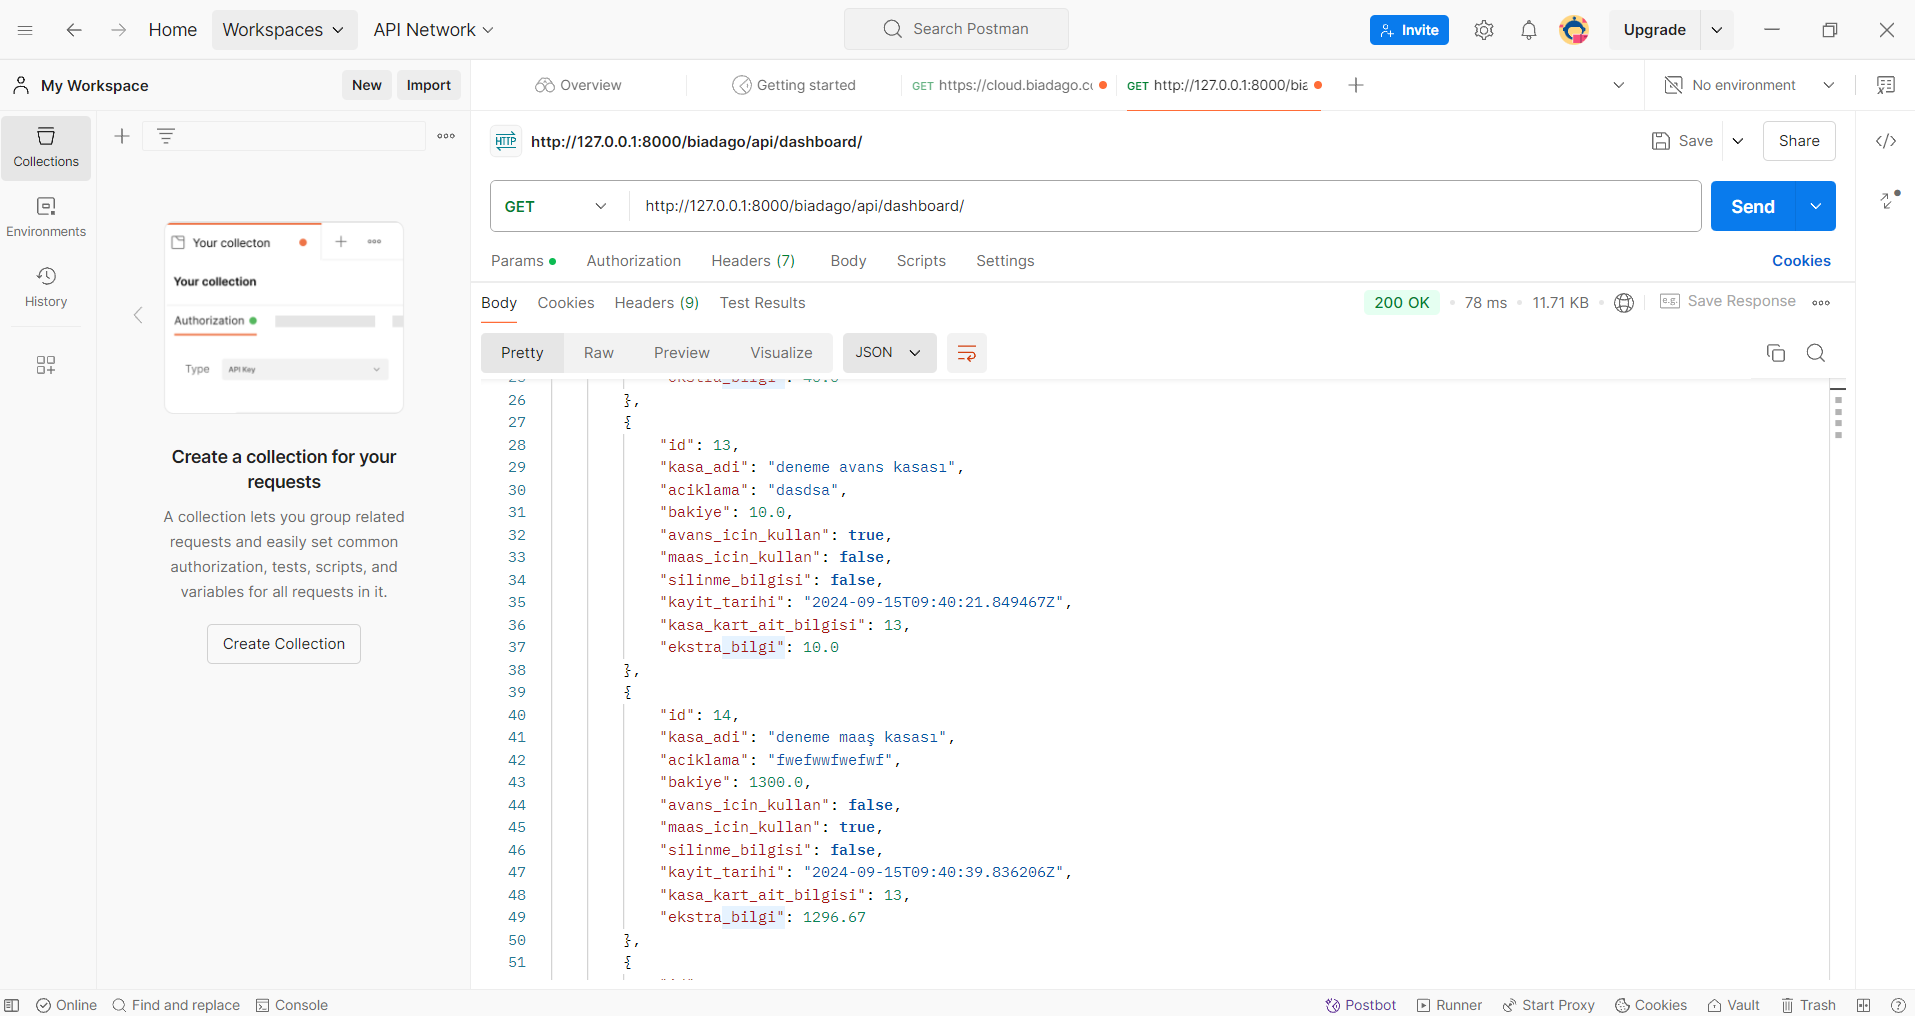 Home
Workspaces
API Network
Search Postman
Invite
Upgrade
My Workspace
New
Import
Overview
Getting started
GET https://cloud.biadago.c
GET http://127.0.0.1:8000/bia
No environment
Collections
Environments
History
Your collecton
Your collection
Authorization
Type
API Key
Create a collection for your
requests
A collection lets you group related
requests and easily set common
authorization, tests, scripts, and
variables for all requests in it.
Create Collection
HTTP
http://127.0.0.1:8000/biadago/api/dashboard/
Save
Share
GET
http://127.0.0.1:8000/biadago/api/dashboard/
Send
Params
Authorization
Headers (7)
Body
Scripts
Settings
Cookies
Body
Cookies
Headers (9)
Test Results
200 OK
78 ms
11.71 KB
e.g.
Save Response
Pretty
Raw
Preview
Visualize
JSON
26 },
27 {
28 "id": 13,
29 "kasa_adi": "deneme avans kasası",
30 "aciklama": "dasdsa",
31 "bakiye": 10.0,
32 "avans_icin_kullan": true,
33 "maas_icin_kullan": false,
34 "silinme_bilgisi": false,
35 "kayit_tarihi": "2024-09-15T09:40:21.849467Z",
36 "kasa_kart_ait_bilgisi": 13,
37 "ekstra_bilgi": 10.0
38 },
39 {
40 "id": 14,
41 "kasa_adi": "deneme maaş kasası",
42 "aciklama": "fwefwwfwefwf",
43 "bakiye": 1300.0,
44 "avans_icin_kullan": false,
45 "maas_icin_kullan": true,
46 "silinme_bilgisi": false,
47 "kayit_tarihi": "2024-09-15T09:40:39.836206Z",
48 "kasa_kart_ait_bilgisi": 13,
49 "ekstra_bilgi": 1296.67
50 },
51 {
Online
Find and replace
Console
Postbot
Runner
Start Proxy
Cookies
Vault
Trash